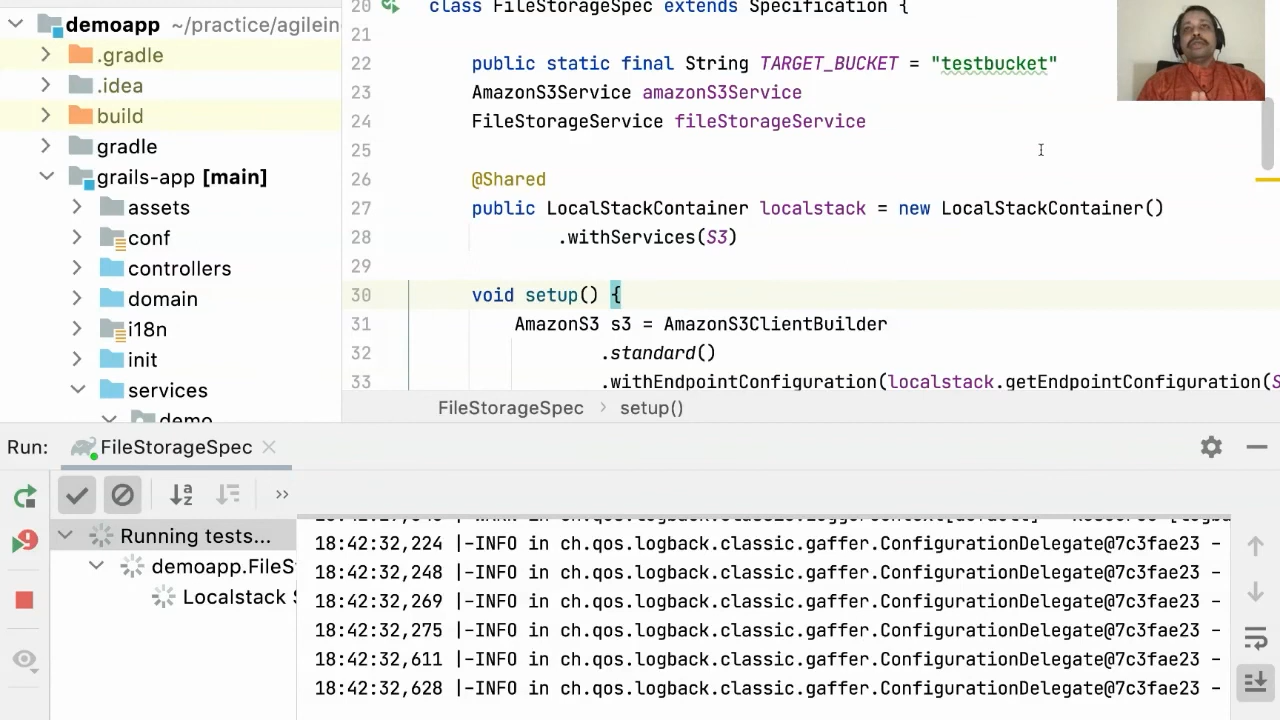 demoapp ~/practice/agilein
.gradle
.idea
build
gradle
grails-app [main]
assets
conf
controllers
domain
i18n
init
services
demo
20 class FileStorageSpec extends Specification {
21
22 public static final String TARGET_BUCKET = "testbucket"
23 AmazonS3Service amazonS3Service
24 FileStorageService fileStorageService
25
26 @Shared
27 public LocalStackContainer localstack = new LocalStackContainer()
28 .withServices(S3)
29
30 void setup() {
31 AmazonS3 s3 = AmazonS3ClientBuilder
32 .standard()
33 .withEndpointConfiguration(localstack.getEndpointConfiguration(S
FileStorageSpec > setup()
Run: FileStorageSpec
Running tests...
demoapp.FileS
Localstack
18:42:32,224 |-INFO in ch.qos.logback.classic.gaffer.ConfigurationDelegate@7c3fae23 -
18:42:32,248 |-INFO in ch.qos.logback.classic.gaffer.ConfigurationDelegate@7c3fae23 -
18:42:32,269 |-INFO in ch.qos.logback.classic.gaffer.ConfigurationDelegate@7c3fae23 -
18:42:32,275 |-INFO in ch.qos.logback.classic.gaffer.ConfigurationDelegate@7c3fae23 -
18:42:32,611 |-INFO in ch.qos.logback.classic.gaffer.ConfigurationDelegate@7c3fae23 -
18:42:32,628 |-INFO in ch.qos.logback.classic.gaffer.ConfigurationDelegate@7c3fae23 -